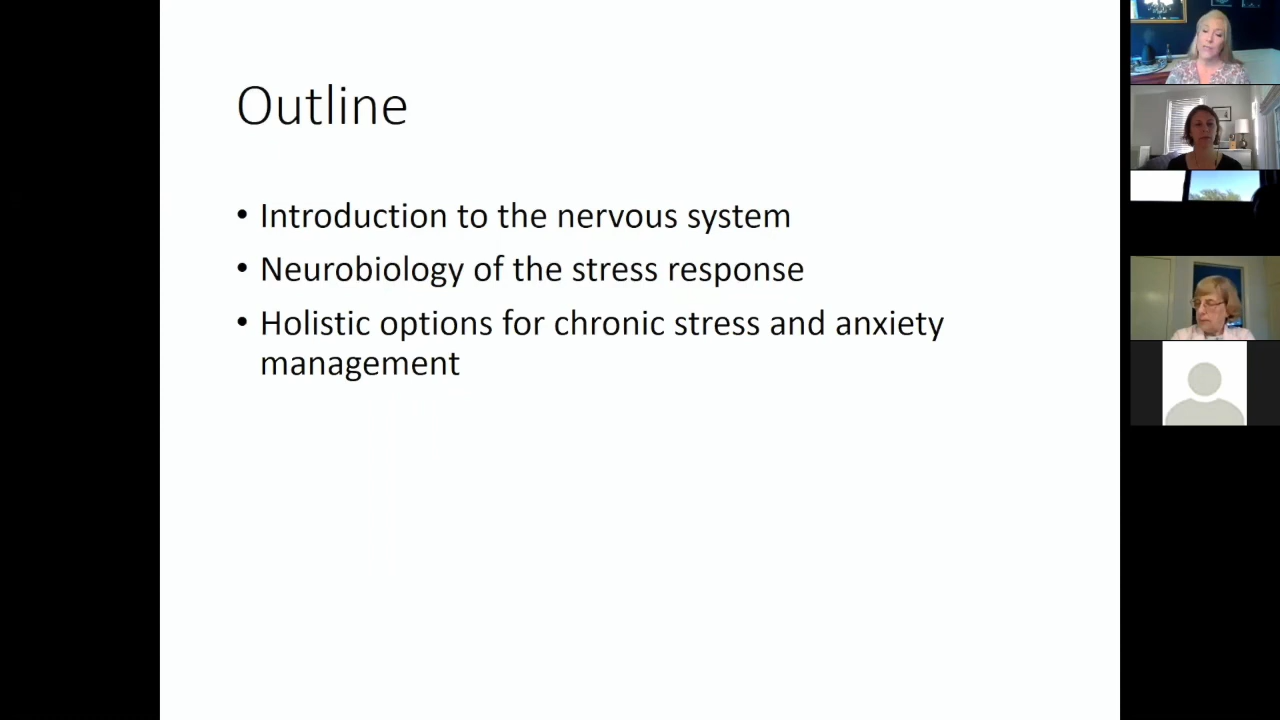 Outline
• Introduction to the nervous system
• Neurobiology of the stress response
• Holistic options for chronic stress and anxiety
management